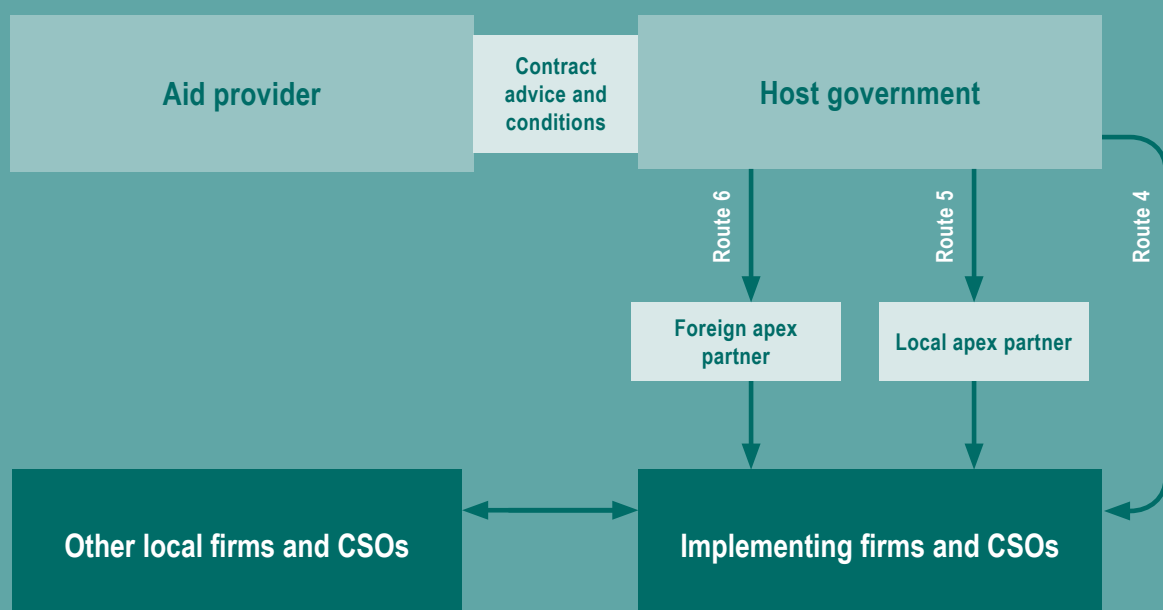 Aid provider
Contract
advice and
conditions
Host government
Route 6
Route 5
Route 4
Foreign apex
partner
Local apex partner
Other local firms and CSOs
Implementing firms and CSOs